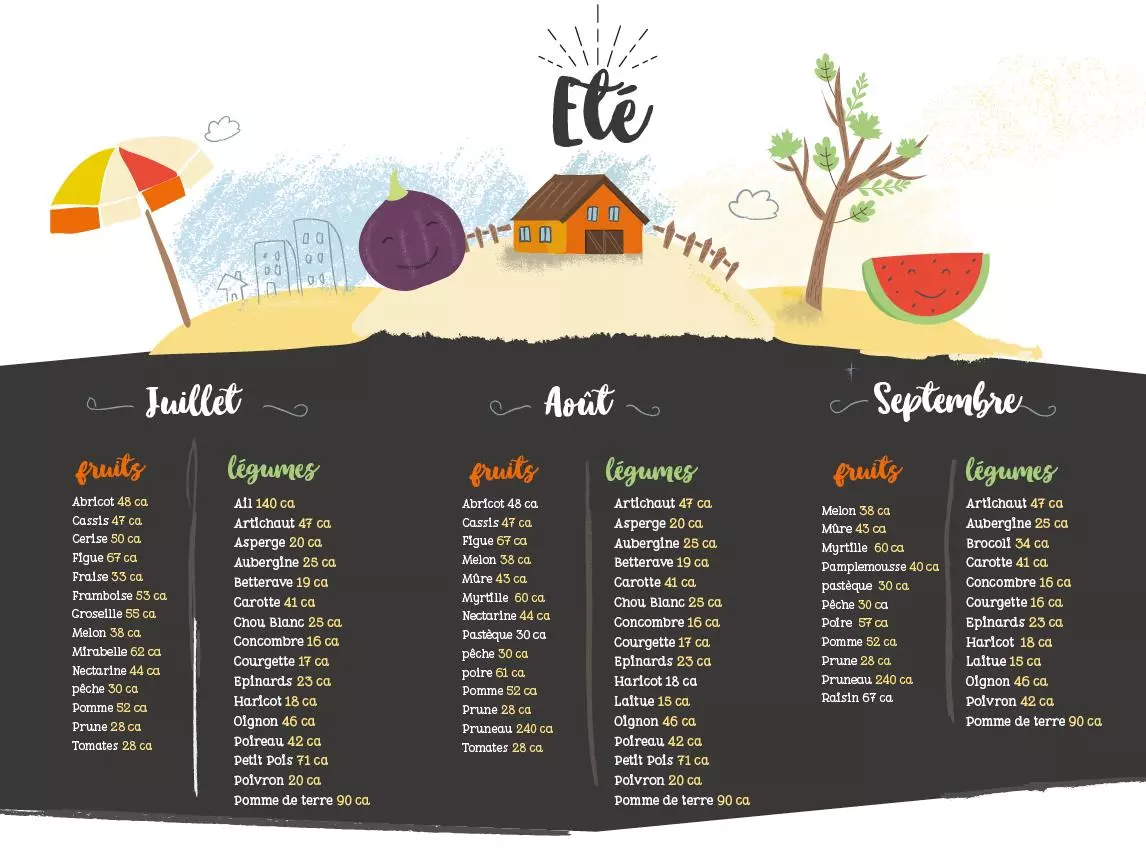 Eté
Juillet
fruits
Abricot 48 ca
Cassis 47 ca
Cerise 50 ca
Figue 67 ca
Fraise 33 ca
Framboise 53 ca
Groseille 55 ca
Melon 38 ca
Mirabelle 62 ca
Nectarine 44 ca
pêche 30 ca
Pomme 52 ca
Prune 28 ca
Tomates 28 ca
légumes
Ail 140 ca
Artichaut 47 ca
Asperge 20 ca
Aubergine 25 ca
Betterave 19 ca
Carotte 41 ca
Chou Blanc 25 ca
Concombre 16 ca
Courgette 17 ca
Epinards 23 ca
Haricot 18 ca
Oignon 46 ca
Poireau 42 ca
Petit Pois 71 ca
Poivron 20 ca
Pomme de terre 90 ca
Août
fruits
Abricot 48 ca
Cassis 47 ca
Figue 67 ca
Melon 38 ca
Mûre 43 ca
Myrtille 60 ca
Nectarine 44 ca
Pastèque 30 ca
pêche 30 ca
poire 61 ca
Pomme 52 ca
Prune 28 ca
Pruneau 240 ca
Tomates 28 ca
légumes
Artichaut 47 ca
Asperge 20 ca
Aubergine 25 ca
Betterave 19 ca
Carotte 41 ca
Chou Blanc 25 ca
Concombre 16 ca
Courgette 17 ca
Epinards 23 ca
Haricot 18 ca
Laitue 15 ca
Oignon 46 ca
Poireau 42 ca
Petit Pois 71 ca
Poivron 20 ca
Pomme de terre 90 ca
Septembre
fruits
Melon 38 ca
Mûre 43 ca
Myrtille 60 ca
Pamplemousse 40 ca
pastèque 30 ca
Pêche 30 ca
Poire 57 ca
Pomme 52 ca
Prune 28 ca
Pruneau 240 ca
Raisin 67 ca
légumes
Artichaut 47 ca
Aubergine 25 ca
Brocoli 34 ca
Carotte 41 ca
Concombre 16 ca
Courgette 16 ca
Epinards 23 ca
Haricot 18 ca
Laitue 15 ca
Oignon 46 ca
Poivron 42 ca
Pomme de terre 90 ca